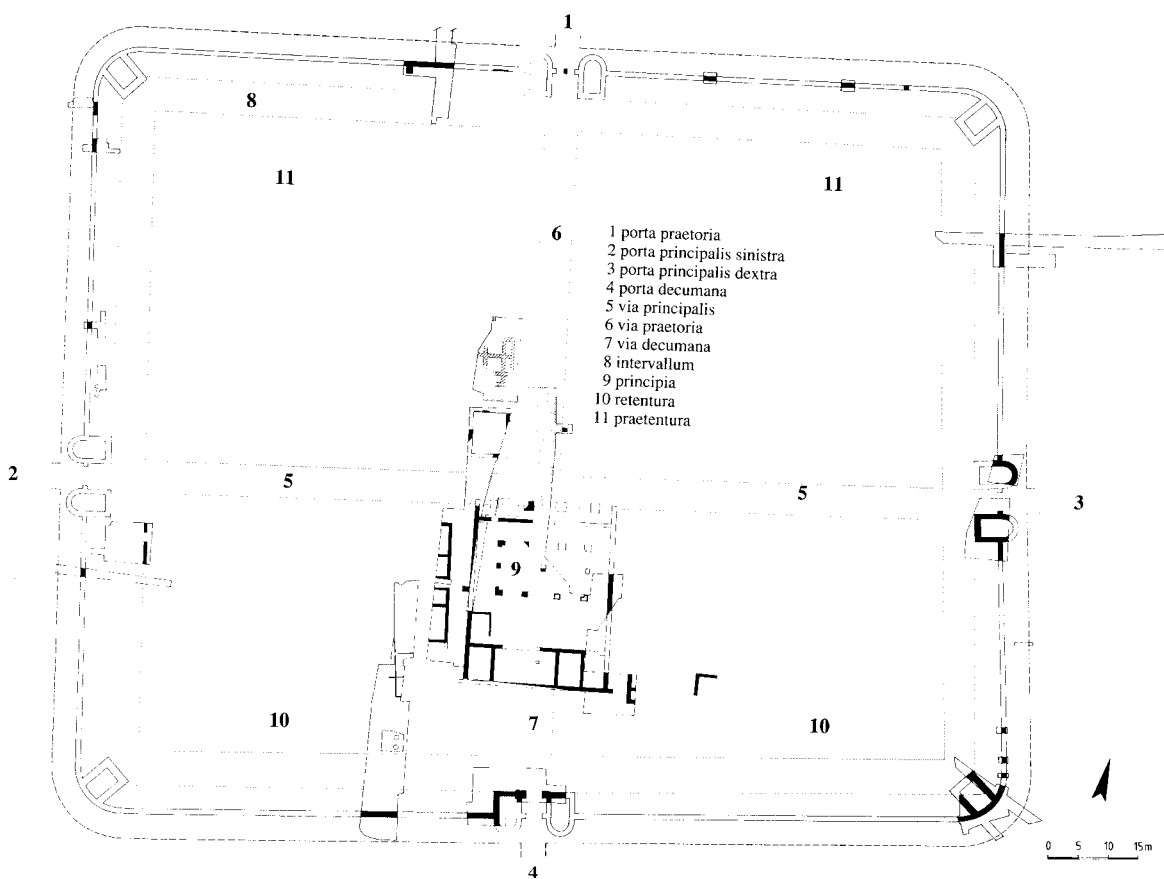 1
8
11
11
6
1 porta praetoria
2 porta principalis sinistra
3 porta principalis dextra
4 porta decumana
5 via principalis
6 via praetoria
7 via decumana
8 intervallum
9 principia
10 retentura
11 praetentura
2
5
5
3
9
10
7
10
4
0 5 10 15m